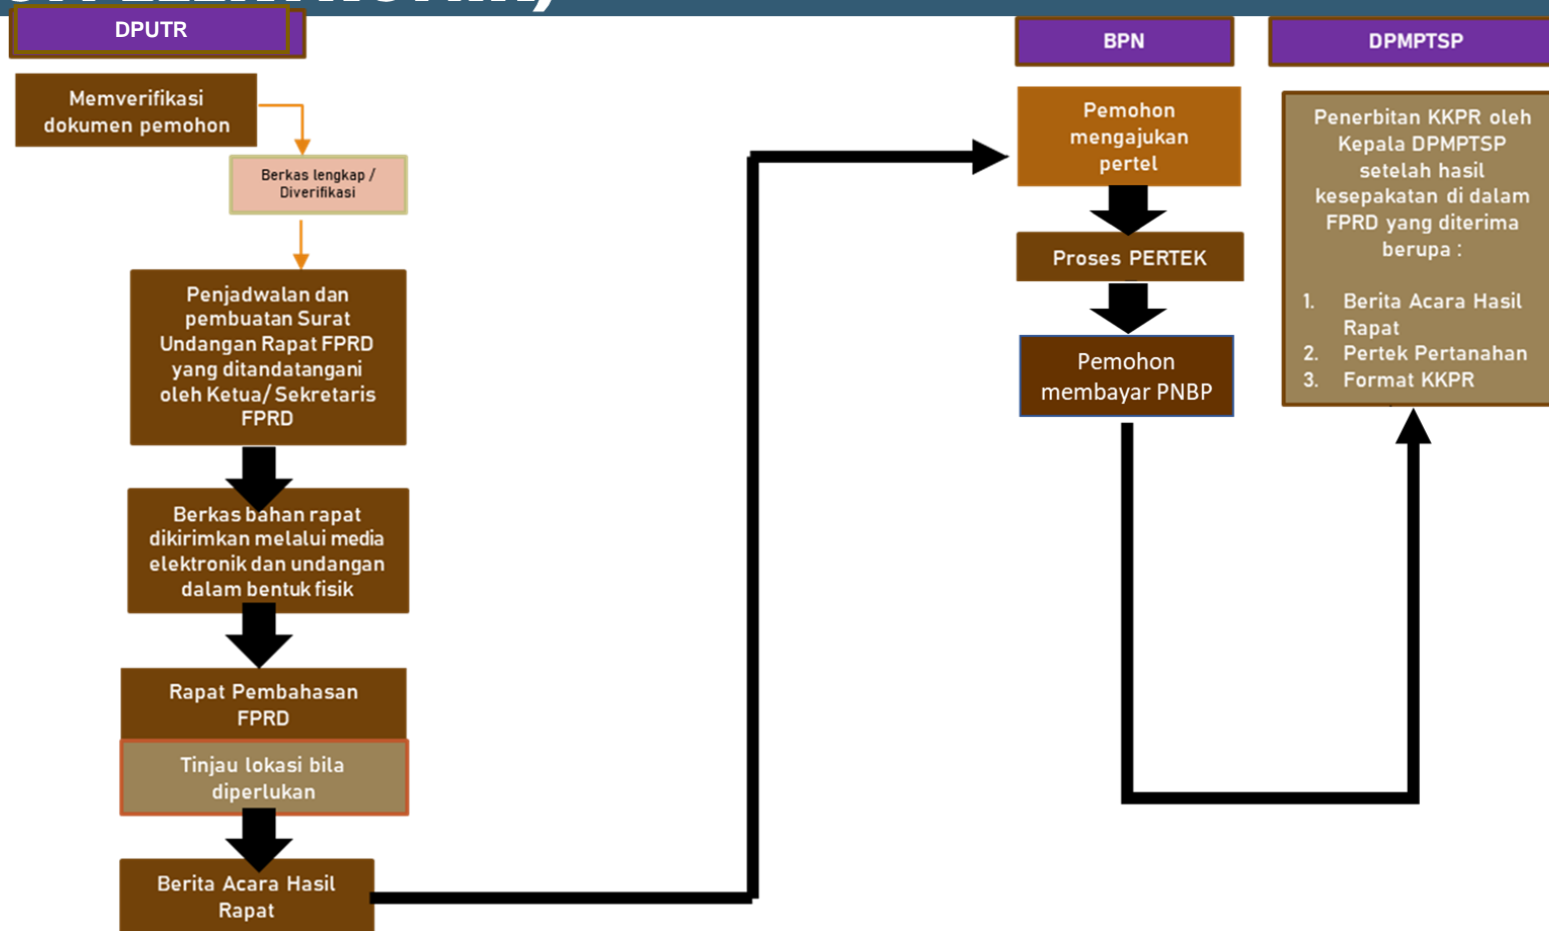 DPUTR
Memverifikasi
dokumen pemohon
Berkas lengkap /
Diverifikasi
Penjadwalan dan
pembuatan Surat
Undangan Rapat FPRD
yang ditandatangani
oleh Ketua/ Sekretaris
FPRD
Berkas bahan rapat
dikirimkan melalui media
elektronik dan undangan
dalam bentuk fisik
Rapat Pembahasan
FPRD
Tinjau lokasi bila
diperlukan
Berita Acara Hasil
Rapat
BPN
Pemohon
mengajukan
pertel
Proses PERTEK
Pemohon
membayar PNBP
DPMPTSP
Penerbitan KKPR oleh
Kepala DPMPTSP
setelah hasil
kesepakatan di dalam
FPRD yang diterima
berupa :
1. Berita Acara Hasil
Rapat
2. Pertek Pertanahan
3. Format KKPR